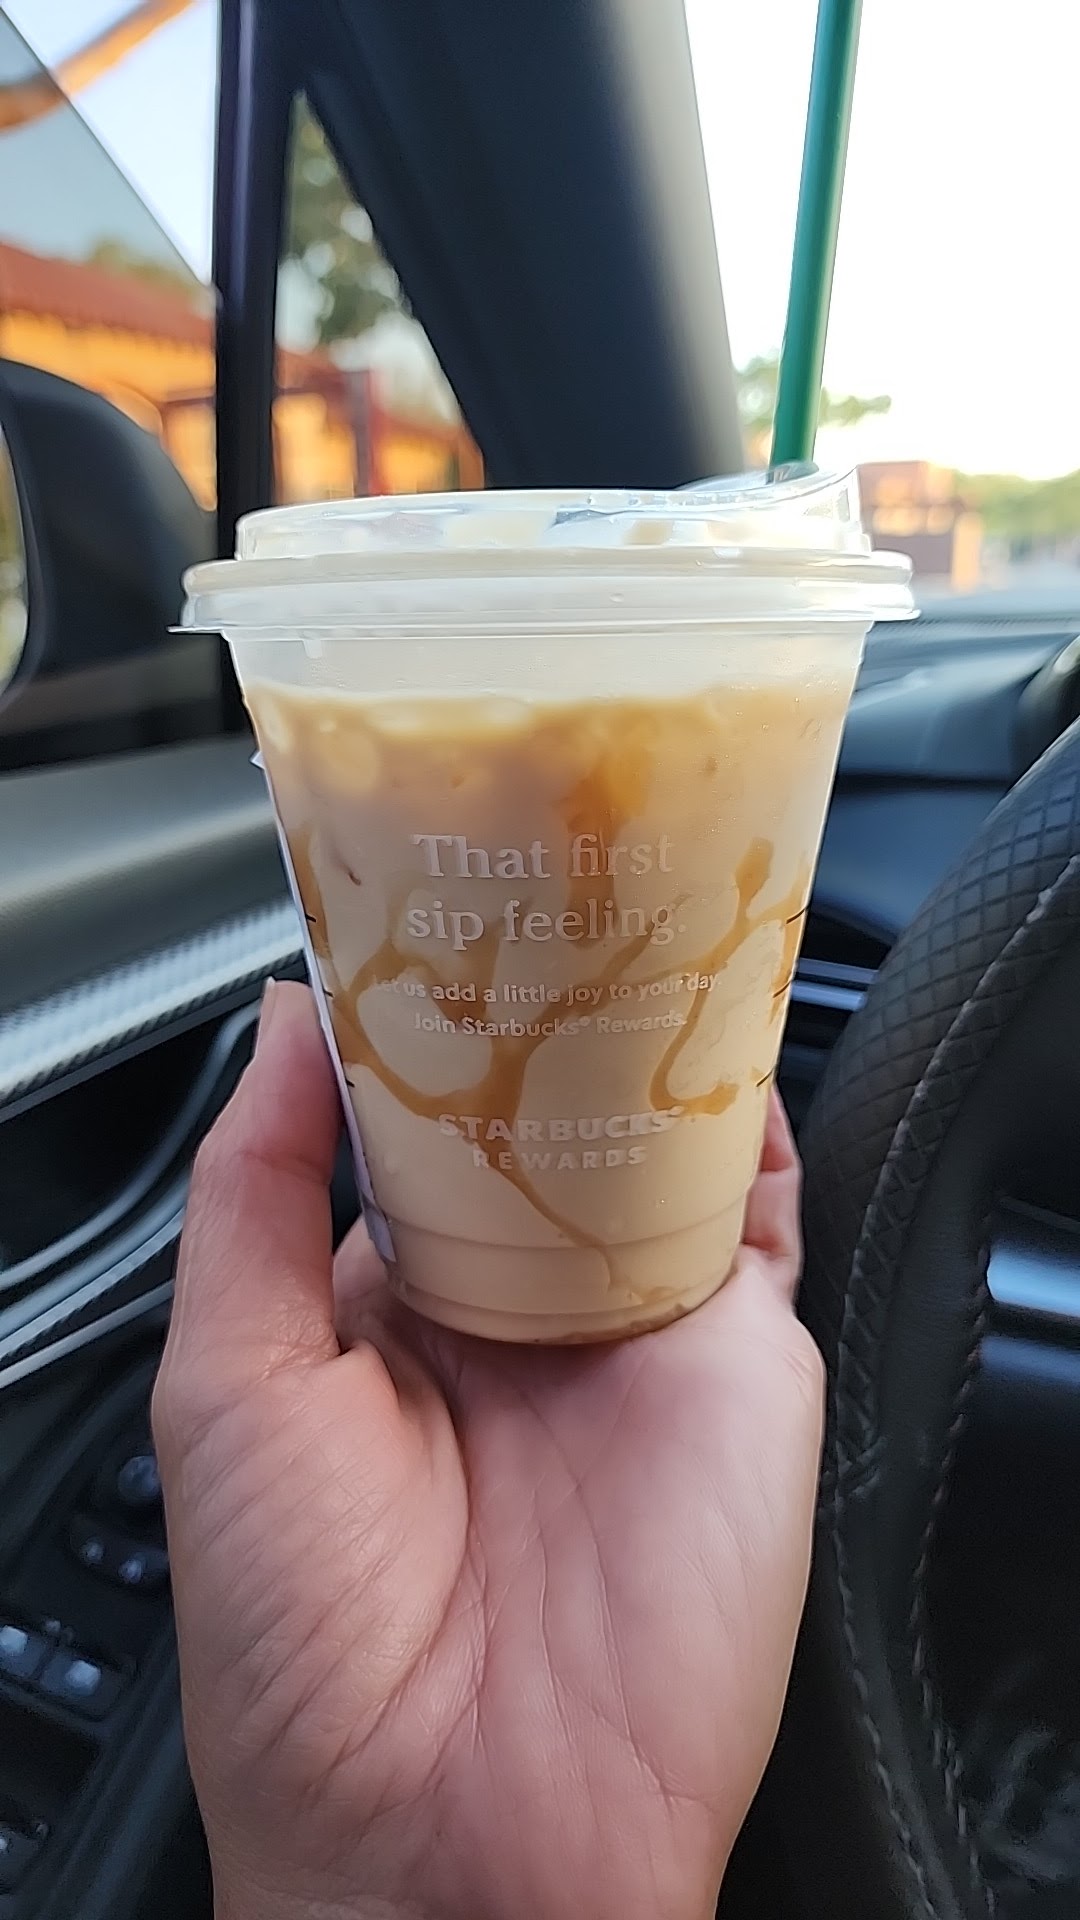 That first
sip feeling.
Let us add a little joy to your day.
Join Starbucks® Rewards.
STARBUCKS®
REWARDS